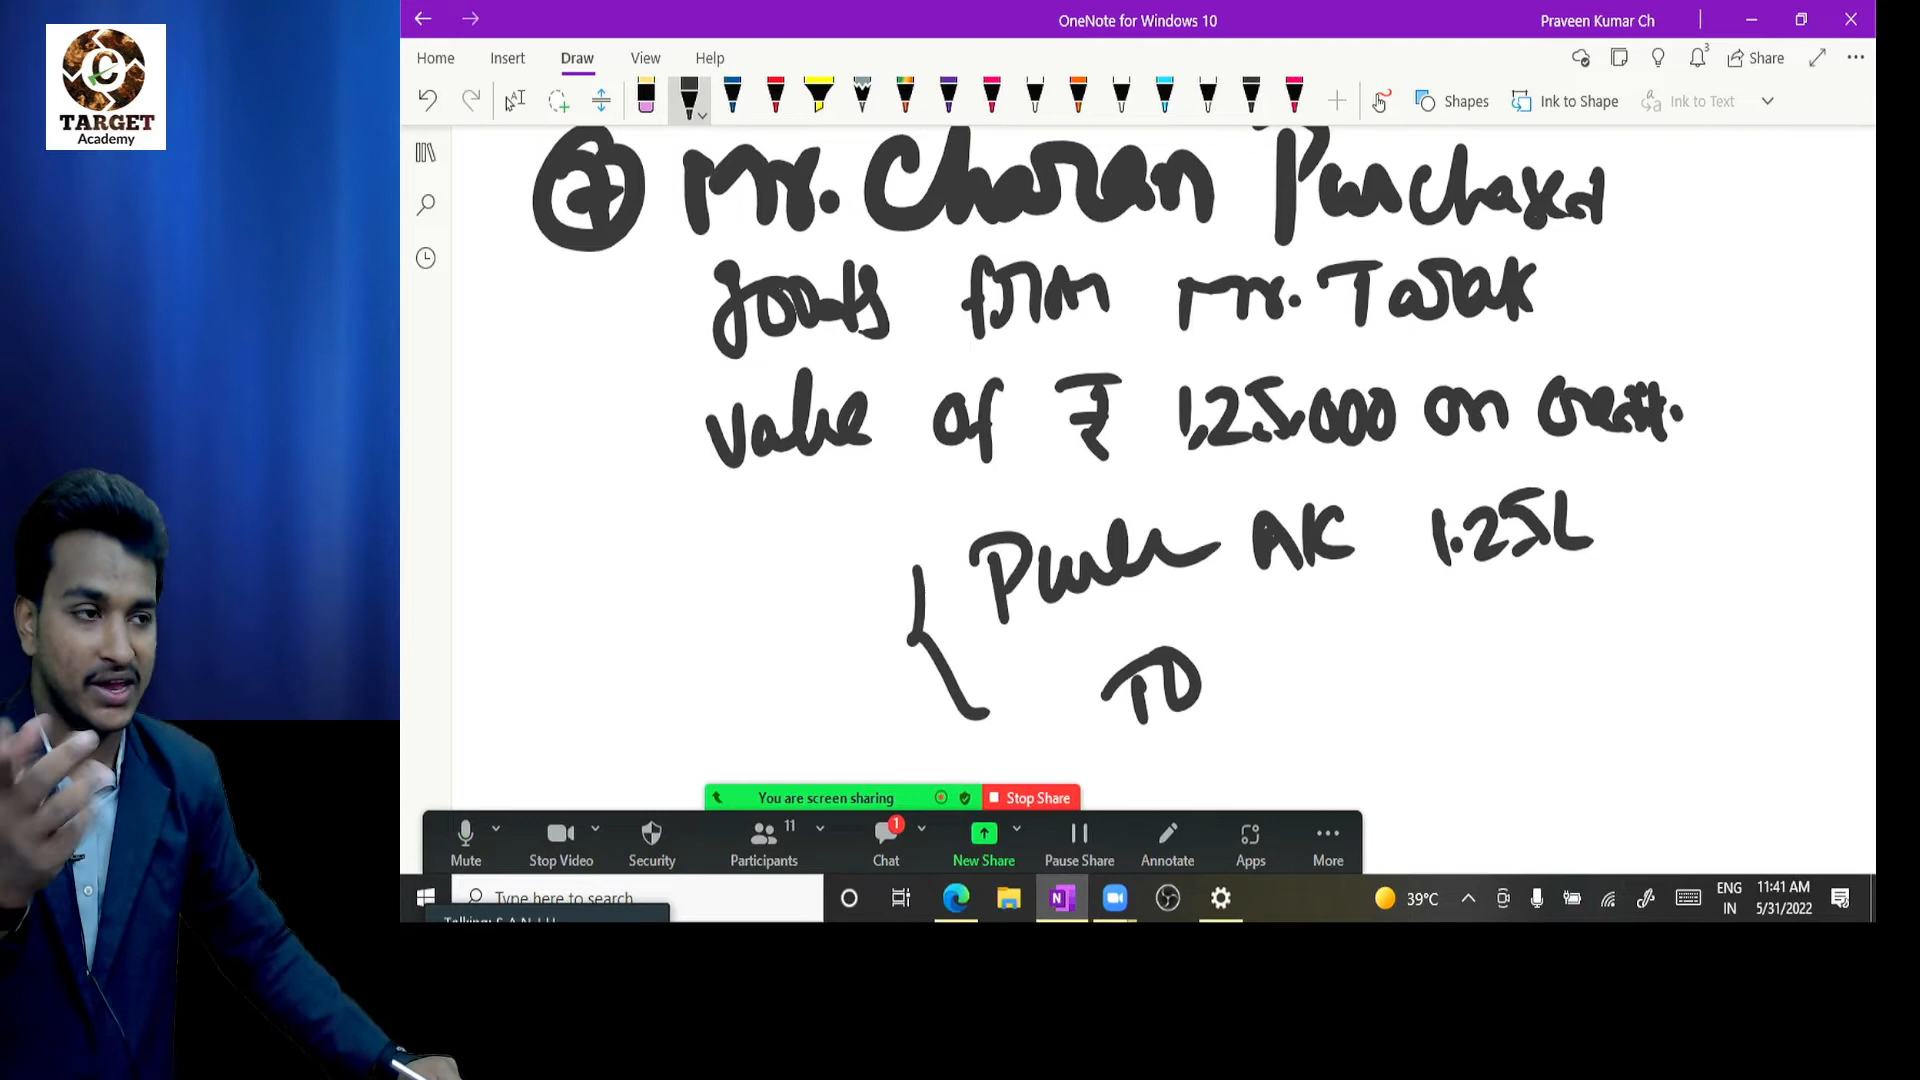 TARGET
Academy
OneNote for Windows 10
Praveen Kumar Ch
Home Insert Draw View Help
3
Share
Shapes
Ink to Shape
Ink to Text
Mr. Charan Purchased
goods from Mr. Tarak
value of ₹ 1,25,000 on Credit.
A/C 1.25L
TO
You are screen sharing
Stop Share
11
1
Mute
Stop Video
Security
Participants
Chat
New Share
Pause Share
Annotate
Apps
More
Type here to search
39°C
ENG
IN
11:41 AM
5/31/2022